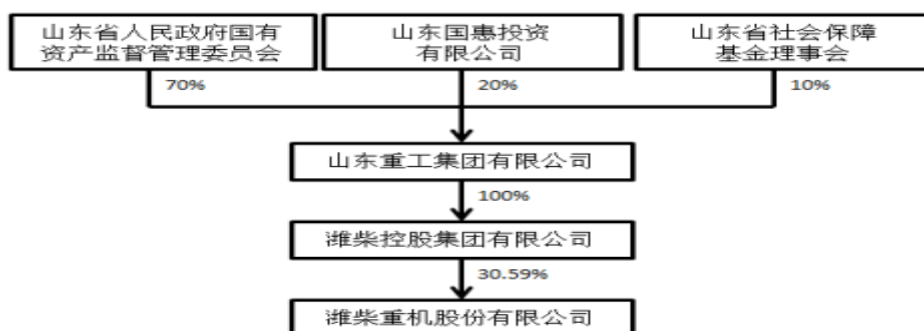 山东省人民政府国有
资产监督管理委员会
山东国惠投资
有限公司
山东省社会保障
基金理事会
70%
20%
10%
山东重工集团有限公司
100%
潍柴控股集团有限公司
30.59%
潍柴重机股份有限公司